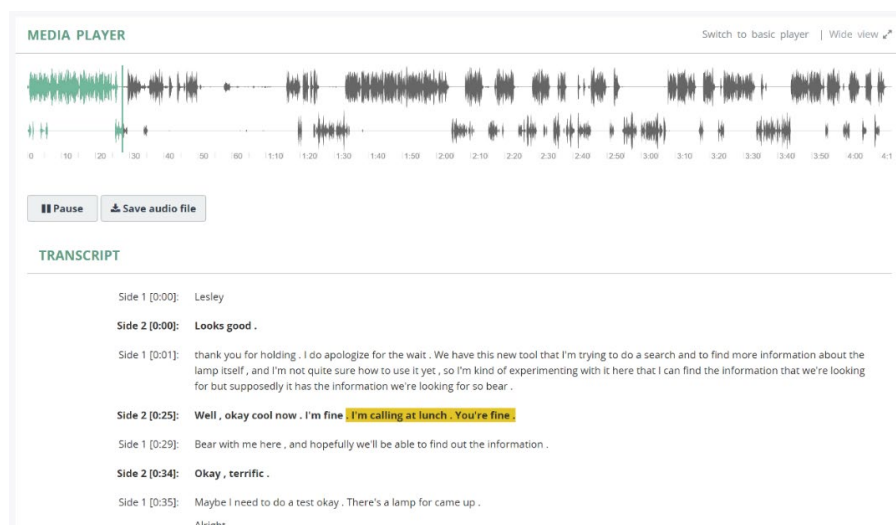 MEDIA PLAYER
Switch to basic player | Wide view
0 :10 :20 :30 :40 :50 :60 1:10 1:20 1:30 1:40 1:50 2:00 2:10 2:20 2:30 2:40 2:50 3:00 3:10 3:20 3:30 3:40 3:50 4:00 4:1
Pause Save audio file
TRANSCRIPT
Side 1 [0:00]: Lesley
Side 2 [0:00]: Looks good .
Side 1 [0:01]: thank you for holding . I do apologize for the wait . We have this new tool that I'm trying to do a search and to find more information about the
lamp itself , and I'm not quite sure how to use it yet , so I'm kind of experimenting with it here that I can find the information that we're looking
for but supposedly it has the information we're looking for so bear .
Side 2 [0:25]: Well , okay cool now . I'm fine . I'm calling at lunch . You're fine .
Side 1 [0:29]: Bear with me here , and hopefully we'll be able to find out the information .
Side 2 [0:34]: Okay , terrific .
Side 1 [0:35]: Maybe I need to do a test okay . There's a lamp for came up .
Alright